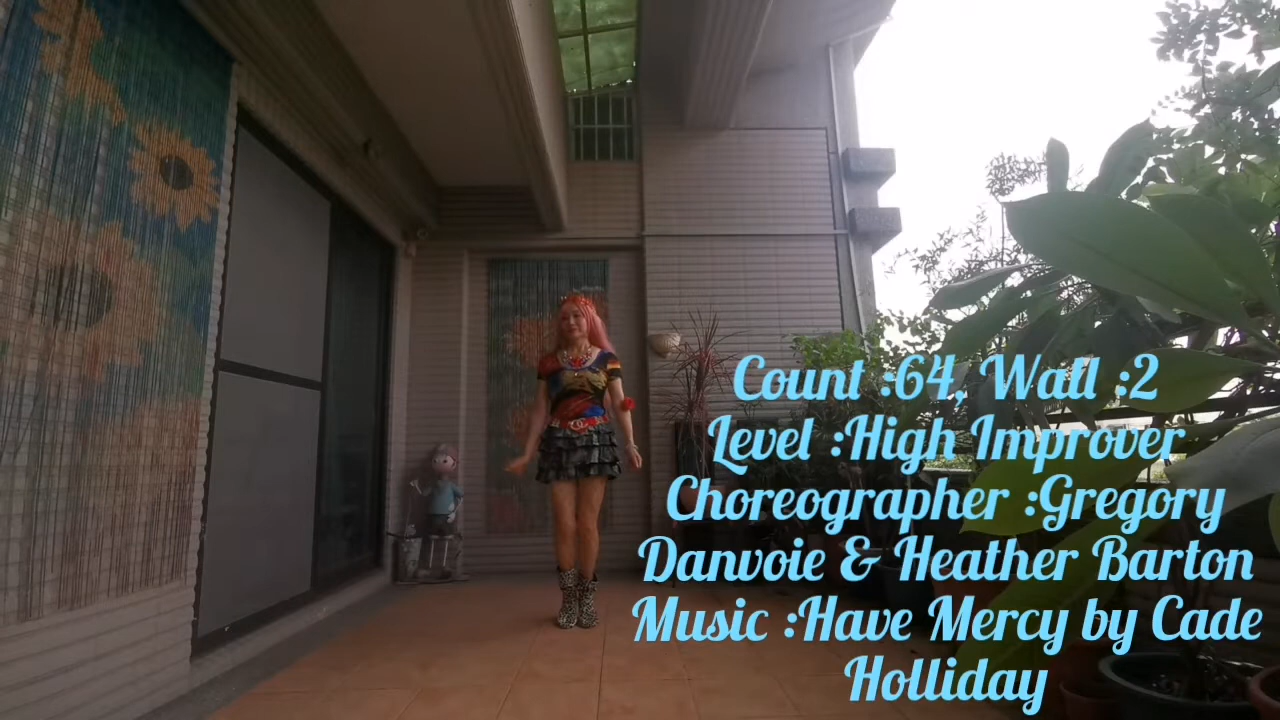 Count :64, Wall :2
Level :High Improver
Choreographer :Gregory
Danvoie & Heather Barton
Music :Have Mercy by Cade
Holliday